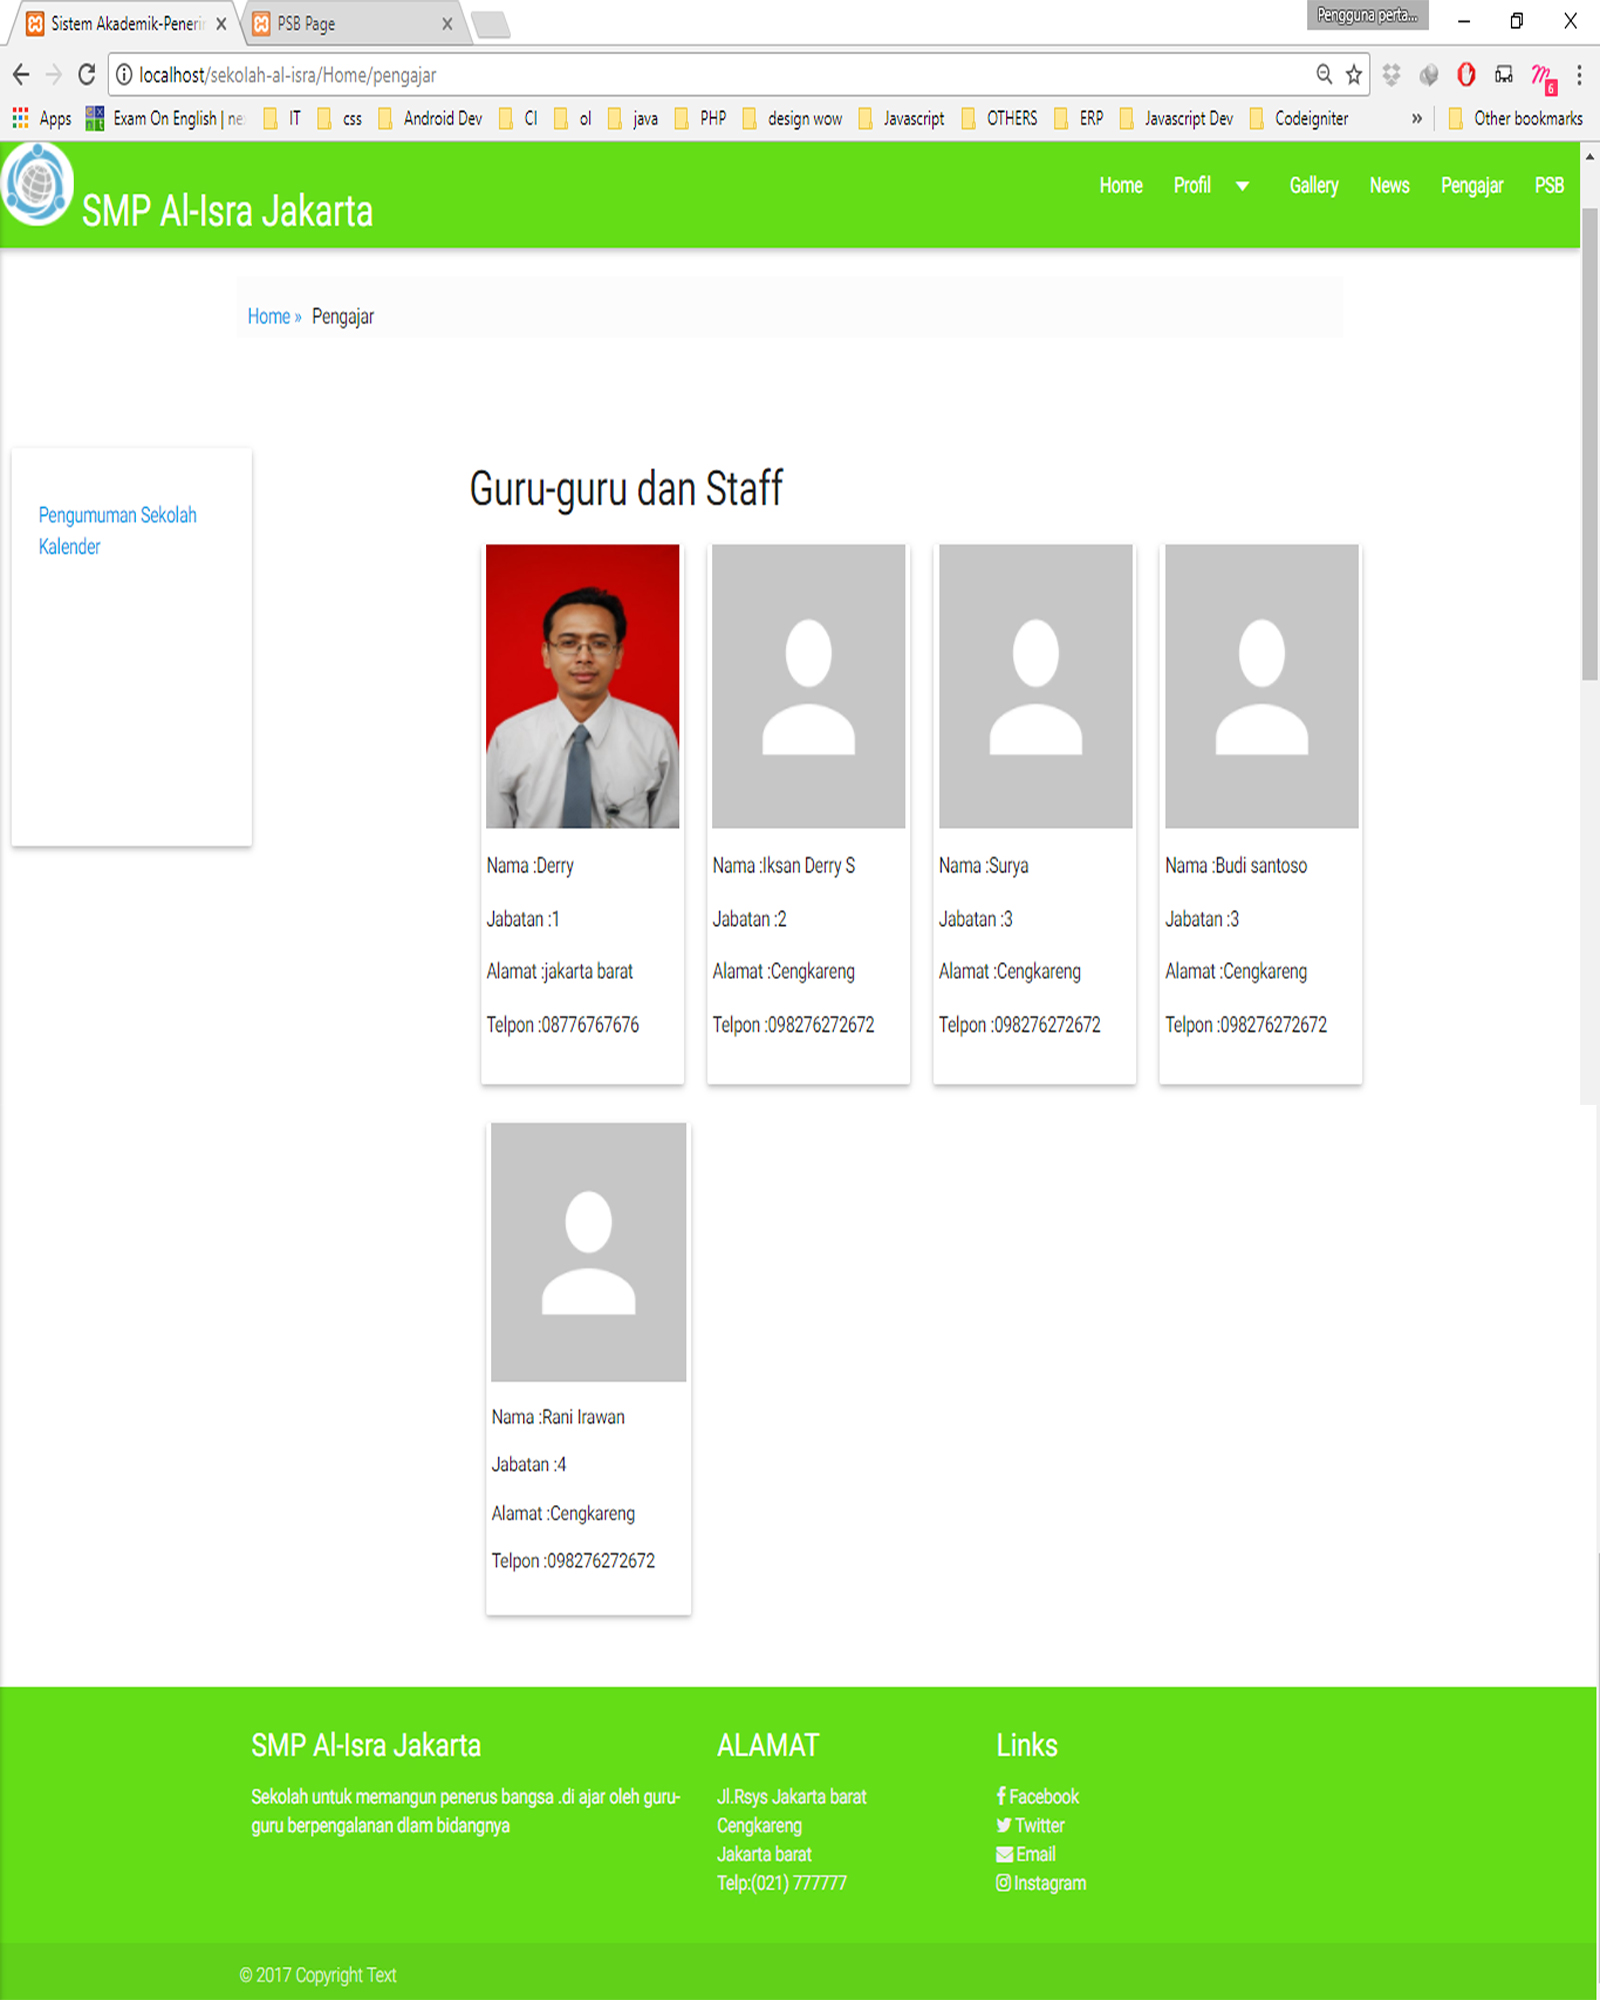 Sistem Akademik-Penerir
PSB Page
Pengguna perta...
localhost/sekolah-al-isra/Home/pengajar
6
Apps Exam On English | ne IT css Android Dev CI ol java PHP design wow Javascript OTHERS ERP Javascript Dev Codeigniter » Other bookmarks
SMP Al-Isra Jakarta
Home Profil Gallery News Pengajar PSB
Home » Pengajar
Pengumuman Sekolah
Kalender
Guru-guru dan Staff
Nama :Derry
Jabatan :1
Alamat :jakarta barat
Telpon :08776767676
Nama :Iksan Derry S
Jabatan :2
Alamat :Cengkareng
Telpon :098276272672
Nama :Surya
Jabatan :3
Alamat :Cengkareng
Telpon :098276272672
Nama :Budi santoso
Jabatan :3
Alamat :Cengkareng
Telpon :098276272672
Nama :Rani Irawan
Jabatan :4
Alamat :Cengkareng
Telpon :098276272672
SMP Al-Isra Jakarta
Sekolah untuk memangun penerus bangsa .di ajar oleh guru-
guru berpengalanan dlam bidangnya
ALAMAT
Jl.Rsys Jakarta barat
Cengkareng
Jakarta barat
Telp:(021) 777777
Links
Facebook
Twitter
Email
Instagram
© 2017 Copyright Text